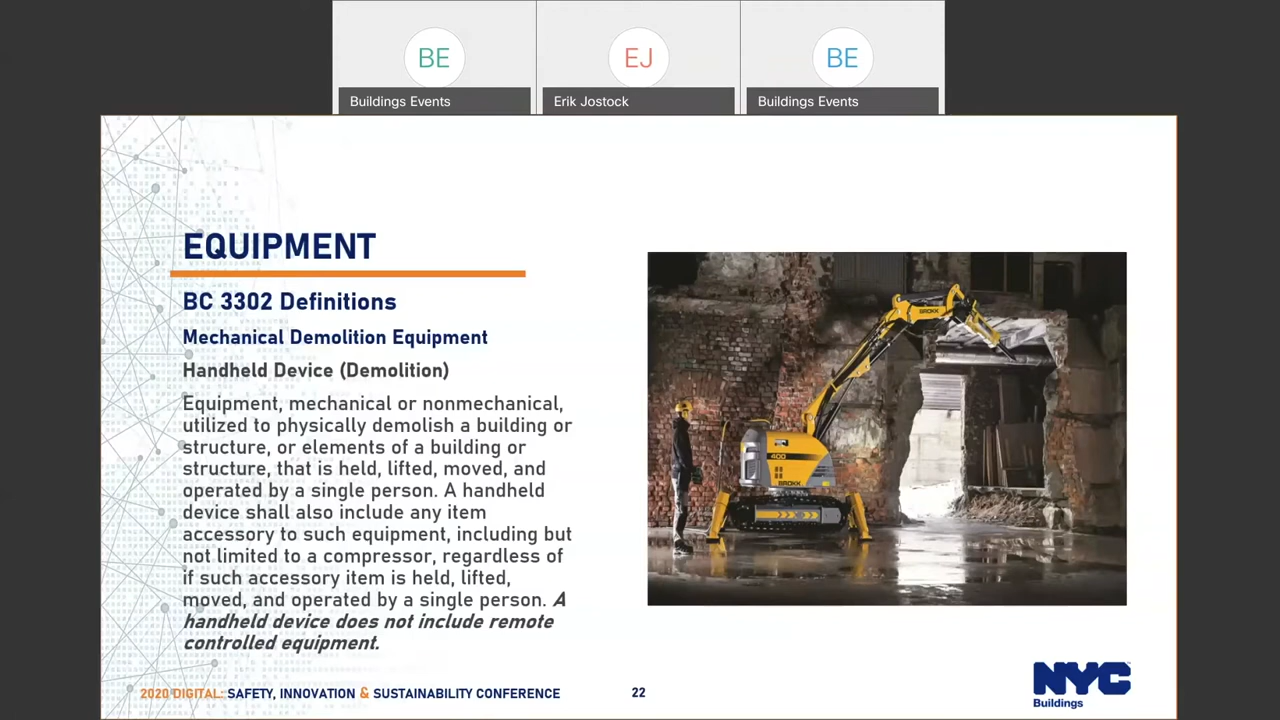 BE
EJ
BE
Buildings Events
Erik Jostock
Buildings Events
EQUIPMENT
BC 3302 Definitions
Mechanical Demolition Equipment
Handheld Device (Demolition)
Equipment, mechanical or nonmechanical,
utilized to physically demolish a building or
structure, or elements of a building or
structure, that is held, lifted, moved, and
operated by a single person. A handheld
device shall also include any item
accessory to such equipment, including but
not limited to a compressor, regardless of
if such accessory item is held, lifted,
moved, and operated by a single person. A
handheld device does not include remote
controlled equipment.
BROKK
400
BROKK
2020 DIGITAL: SAFETY, INNOVATION & SUSTAINABILITY CONFERENCE
22
NYC
Buildings